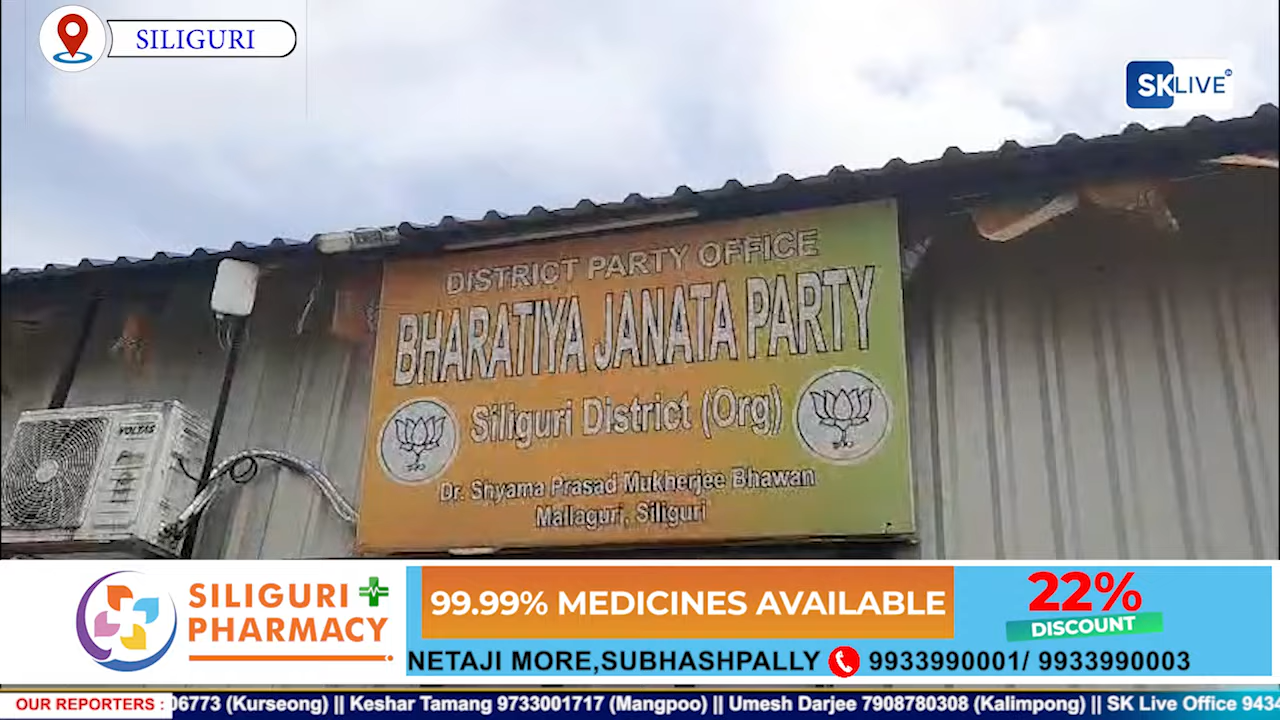 SILIGURI
SKLIVE
DISTRICT PARTY OFFICE
BHARATIYA JANATA PARTY
Siliguri District (Org)
Dr. Shyama Prasad Mukherjee Bhawan
Mallaguri, Siliguri
VOLTAS
SILIGURI
PHARMACY
99.99% MEDICINES AVAILABLE
22%
DISCOUNT
NETAJI MORE,SUBHASHPALLY 9933990001/ 9933990003
OUR REPORTERS : 06773 (Kurseong) || Keshar Tamang 9733001717 (Mangpoo) || Umesh Darjee 7908780308 (Kalimpong) || SK Live Office 943